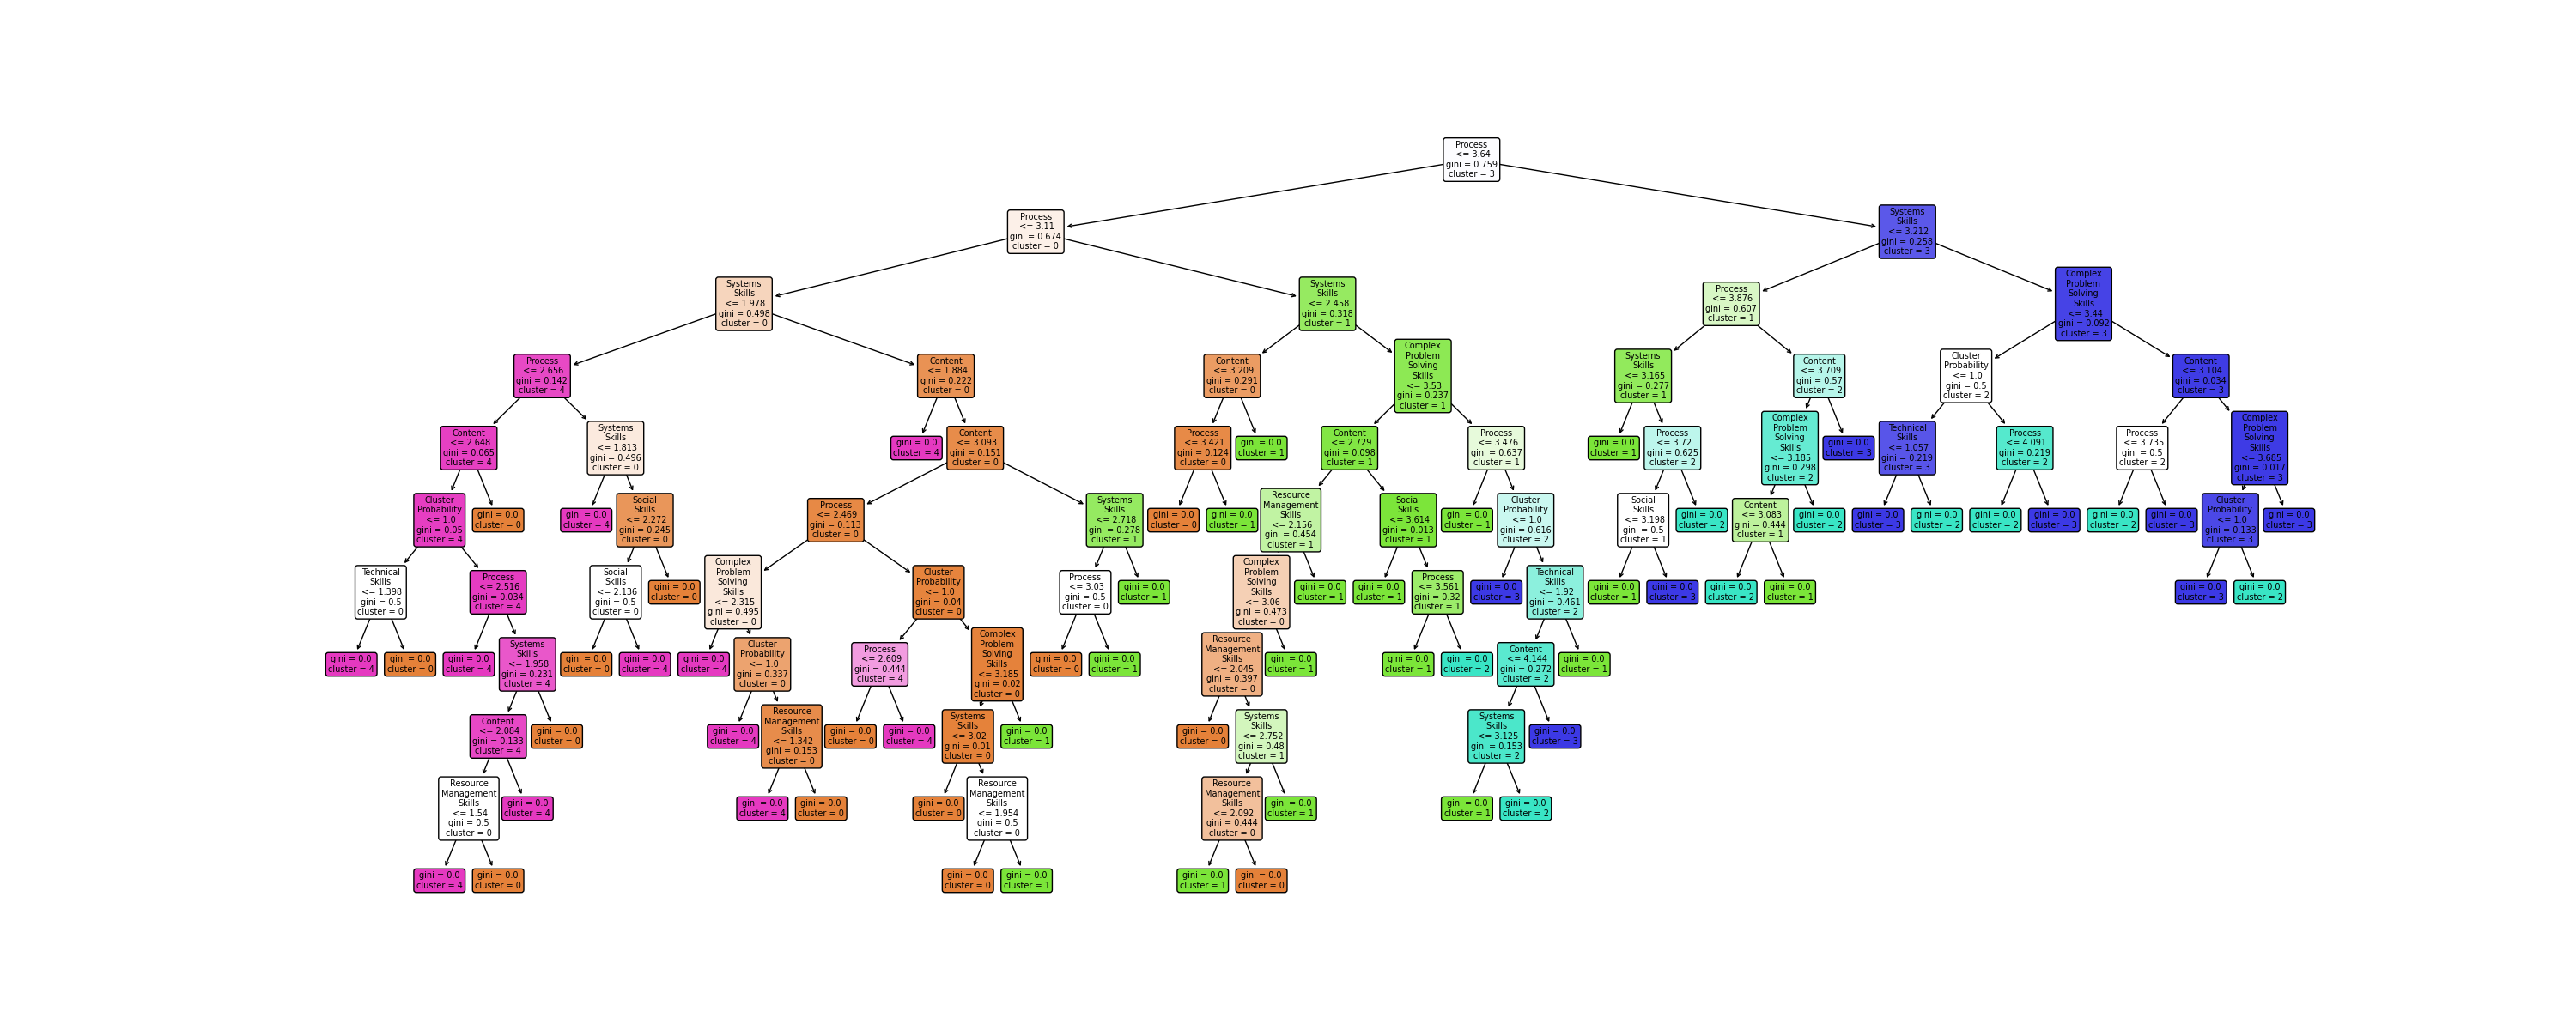 Process
<= 3.64
gini = 0.759
cluster = 3
Process
<= 3.11
gini = 0.674
cluster = 0
Systems
Skills
<= 3.212
gini = 0.258
cluster = 3
Systems
Skills
<= 1.978
gini = 0.498
cluster = 0
Systems
Skills
<= 2.458
gini = 0.318
cluster = 1
Process
<= 3.876
gini = 0.607
cluster = 1
Complex
Problem
Solving
Skills
<= 3.44
gini = 0.092
cluster = 3
Process
<= 2.656
gini = 0.142
cluster = 4
Content
<= 1.884
gini = 0.222
cluster = 0
Content
<= 3.209
gini = 0.291
cluster = 0
Complex
Problem
Solving
Skills
<= 3.53
gini = 0.237
cluster = 1
Systems
Skills
<= 3.165
gini = 0.277
cluster = 1
Content
<= 3.709
gini = 0.57
cluster = 2
Cluster
Probability
<= 1.0
gini = 0.5
cluster = 2
Content
<= 3.104
gini = 0.034
cluster = 3
Content
<= 2.648
gini = 0.065
cluster = 4
Systems
Skills
<= 1.813
gini = 0.496
cluster = 0
gini = 0.0
cluster = 4
Content
<= 3.093
gini = 0.151
cluster = 0
Process
<= 3.421
gini = 0.124
cluster = 0
gini = 0.0
cluster = 1
Content
<= 2.729
gini = 0.098
cluster = 1
Process
<= 3.476
gini = 0.637
cluster = 1
gini = 0.0
cluster = 1
Process
<= 3.72
gini = 0.625
cluster = 2
Complex
Problem
Solving
Skills
<= 3.185
gini = 0.298
cluster = 2
gini = 0.0
cluster = 3
Technical
Skills
<= 1.057
gini = 0.219
cluster = 3
Process
<= 4.091
gini = 0.219
cluster = 2
Process
<= 3.735
gini = 0.5
cluster = 2
Complex
Problem
Solving
Skills
<= 3.685
gini = 0.017
cluster = 3
Cluster
Probability
<= 1.0
gini = 0.05
cluster = 4
gini = 0.0
cluster = 0
gini = 0.0
cluster = 4
Social
Skills
<= 2.272
gini = 0.245
cluster = 0
Process
<= 2.469
gini = 0.113
cluster = 0
Systems
Skills
<= 2.718
gini = 0.278
cluster = 1
gini = 0.0
cluster = 0
gini = 0.0
cluster = 1
Resource
Management
Skills
<= 2.156
gini = 0.454
cluster = 1
Social
Skills
<= 3.614
gini = 0.013
cluster = 1
gini = 0.0
cluster = 1
Cluster
Probability
<= 1.0
gini = 0.616
cluster = 2
Social
Skills
<= 3.198
gini = 0.5
cluster = 1
gini = 0.0
cluster = 2
Content
<= 3.083
gini = 0.444
cluster = 1
gini = 0.0
cluster = 2
gini = 0.0
cluster = 3
gini = 0.0
cluster = 2
gini = 0.0
cluster = 2
gini = 0.0
cluster = 3
gini = 0.0
cluster = 2
gini = 0.0
cluster = 3
Cluster
Probability
<= 1.0
gini = 0.133
cluster = 3
gini = 0.0
cluster = 3
Technical
Skills
<= 1.398
gini = 0.5
cluster = 0
Process
<= 2.516
gini = 0.034
cluster = 4
Social
Skills
<= 2.136
gini = 0.5
cluster = 0
gini = 0.0
cluster = 0
Complex
Problem
Solving
Skills
<= 2.315
gini = 0.495
cluster = 0
Cluster
Probability
<= 1.0
gini = 0.04
cluster = 0
Process
<= 3.03
gini = 0.5
cluster = 0
gini = 0.0
cluster = 1
Complex
Problem
Solving
Skills
<= 3.06
gini = 0.473
cluster = 0
gini = 0.0
cluster = 1
gini = 0.0
cluster = 1
Process
<= 3.561
gini = 0.32
cluster = 1
gini = 0.0
cluster = 3
Technical
Skills
<= 1.92
gini = 0.461
cluster = 2
gini = 0.0
cluster = 1
gini = 0.0
cluster = 3
gini = 0.0
cluster = 2
gini = 0.0
cluster = 1
gini = 0.0
cluster = 3
gini = 0.0
cluster = 2
gini = 0.0
cluster = 4
gini = 0.0
cluster = 0
gini = 0.0
cluster = 4
Systems
Skills
<= 1.958
gini = 0.231
cluster = 4
gini = 0.0
cluster = 0
gini = 0.0
cluster = 4
gini = 0.0
cluster = 4
Cluster
Probability
<= 1.0
gini = 0.337
cluster = 0
Process
<= 2.609
gini = 0.444
cluster = 4
Complex
Problem
Solving
Skills
<= 3.185
gini = 0.02
cluster = 0
gini = 0.0
cluster = 0
gini = 0.0
cluster = 1
Resource
Management
Skills
<= 2.045
gini = 0.397
cluster = 0
gini = 0.0
cluster = 1
gini = 0.0
cluster = 1
gini = 0.0
cluster = 2
Content
<= 4.144
gini = 0.272
cluster = 2
gini = 0.0
cluster = 1
Content
<= 2.084
gini = 0.133
cluster = 4
gini = 0.0
cluster = 0
gini = 0.0
cluster = 4
Resource
Management
Skills
<= 1.342
gini = 0.153
cluster = 0
gini = 0.0
cluster = 0
gini = 0.0
cluster = 4
Systems
Skills
<= 3.02
gini = 0.01
cluster = 0
gini = 0.0
cluster = 1
gini = 0.0
cluster = 0
Systems
Skills
<= 2.752
gini = 0.48
cluster = 1
Systems
Skills
<= 3.125
gini = 0.153
cluster = 2
gini = 0.0
cluster = 3
Resource
Management
Skills
<= 1.54
gini = 0.5
cluster = 0
gini = 0.0
cluster = 4
gini = 0.0
cluster = 4
gini = 0.0
cluster = 0
gini = 0.0
cluster = 0
Resource
Management
Skills
<= 1.954
gini = 0.5
cluster = 0
Resource
Management
Skills
<= 2.092
gini = 0.444
cluster = 0
gini = 0.0
cluster = 1
gini = 0.0
cluster = 1
gini = 0.0
cluster = 2
gini = 0.0
cluster = 4
gini = 0.0
cluster = 0
gini = 0.0
cluster = 0
gini = 0.0
cluster = 1
gini = 0.0
cluster = 1
gini = 0.0
cluster = 0